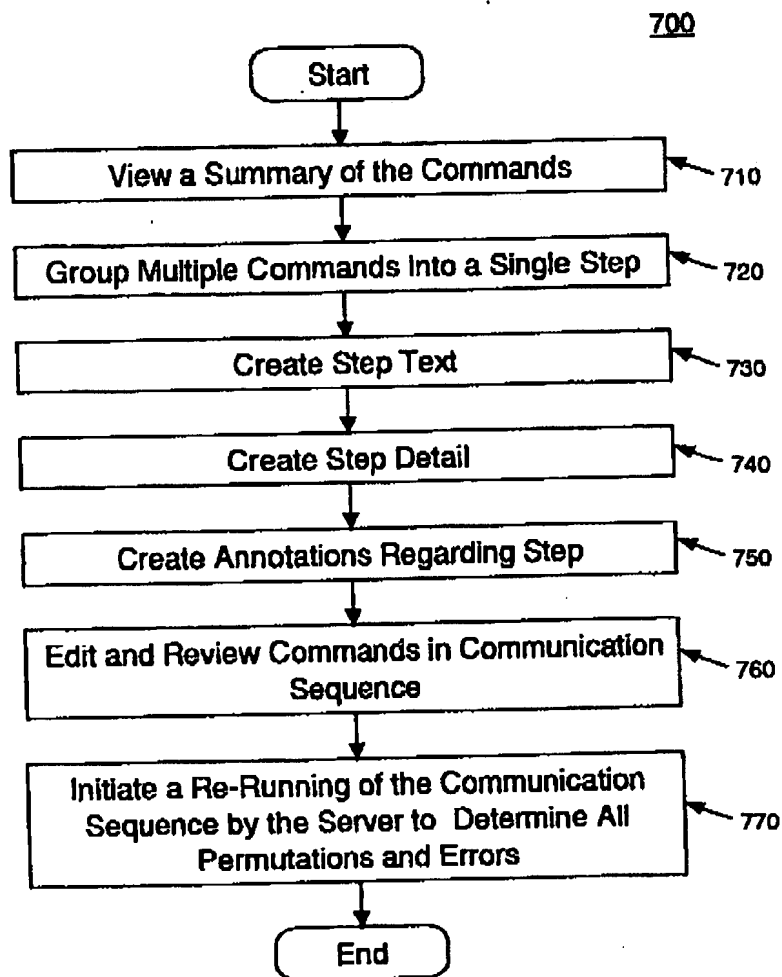 700
Start
View a Summary of the Commands
710
Group Multiple Commands Into a Single Step
720
Create Step Text
730
Create Step Detail
740
Create Annotations Regarding Step
750
Edit and Review Commands in Communication
Sequence
760
Initiate a Re-Running of the Communication
Sequence by the Server to Determine All
Permutations and Errors
770
End